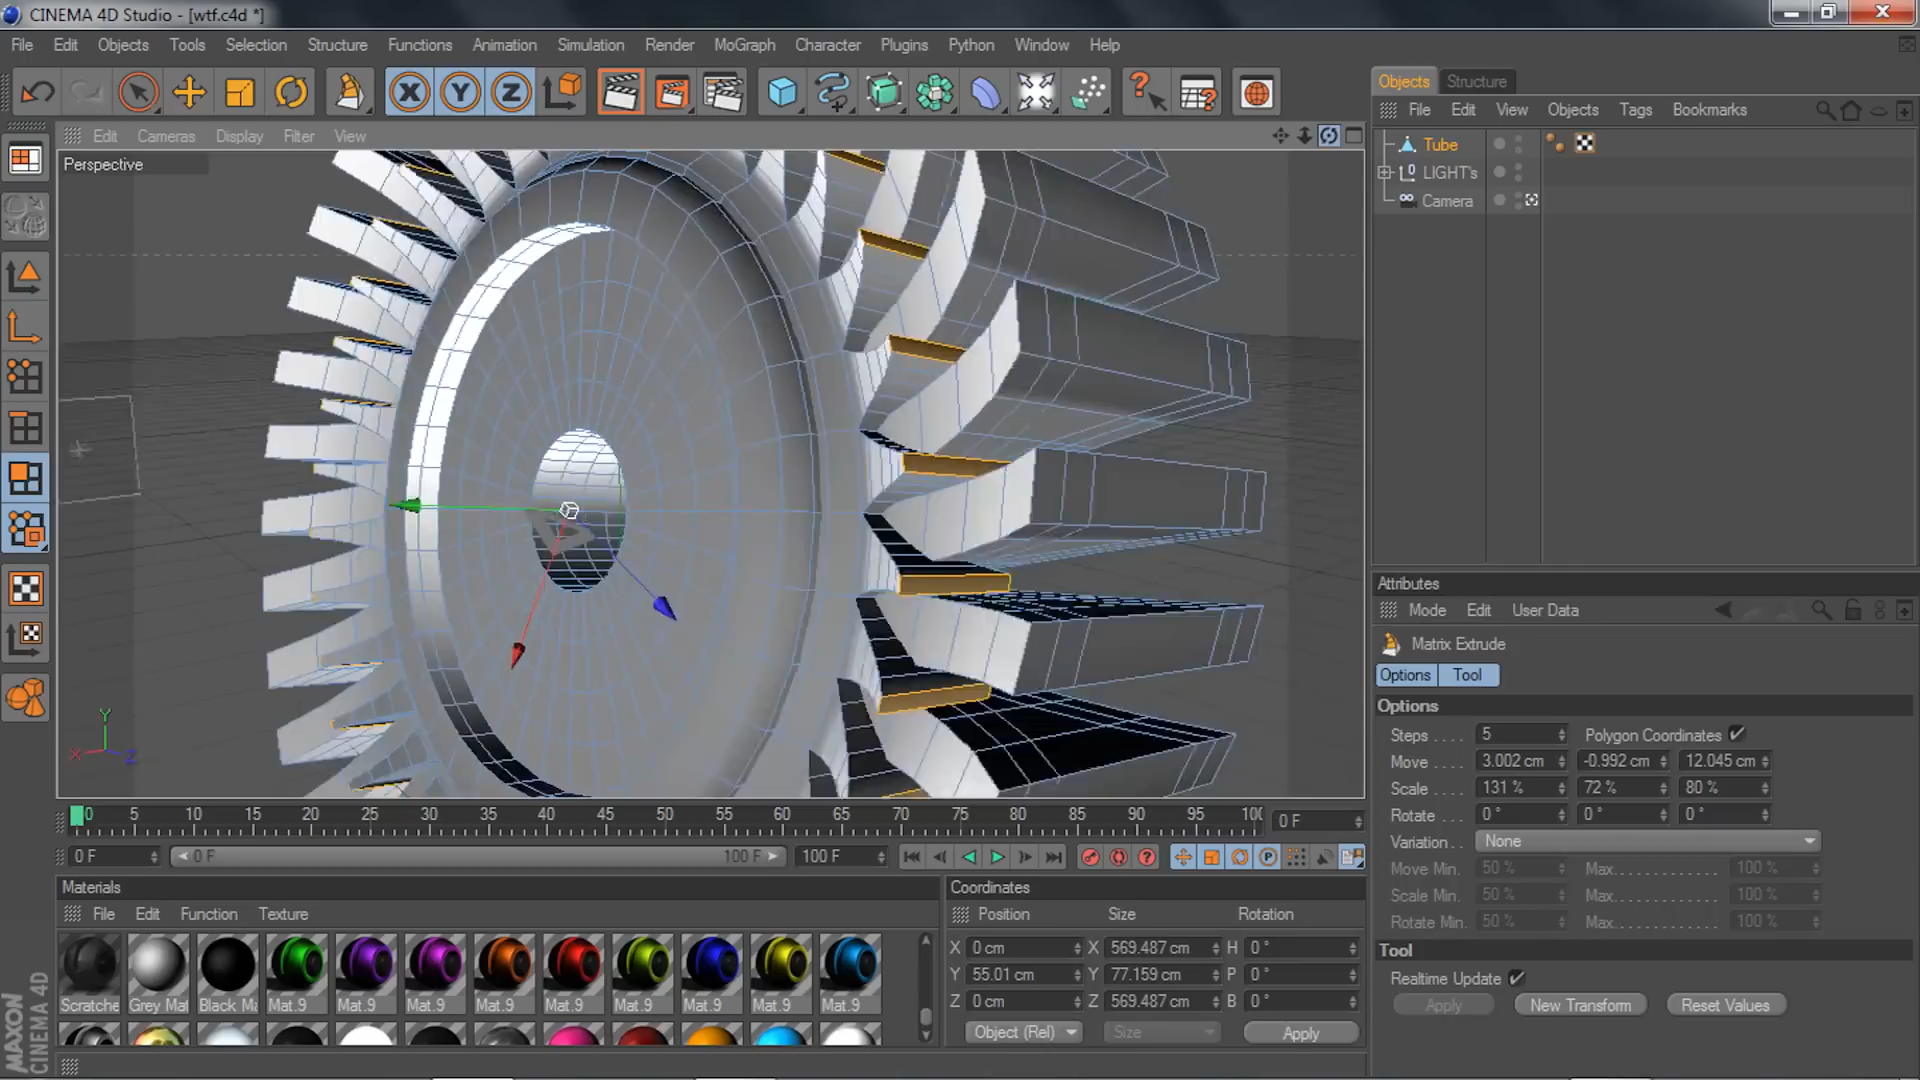 CINEMA 4D Studio - [wtf.c4d *]
File Edit Objects Tools Selection Structure Functions Animation Simulation Render MoGraph Character Plugins Python Window Help
X Y Z
Edit Cameras Display Filter View
Perspective
Y
X Z
0 5 10 15 20 25 30 35 40 45 50 55 60 65 70 75 80 85 90 95 100
0 F
0 F 0 F 100 F 100 F
Materials
File Edit Function Texture
Scratche Grey Mat Black Ma Mat.9 Mat.9 Mat.9 Mat.9 Mat.9 Mat.9 Mat.9 Mat.9 Mat.9
MAXON
CINEMA 4D
Coordinates
Position Size Rotation
X 0 cm X 569.487 cm H 0 °
Y 55.01 cm Y 77.159 cm P 0 °
Z 0 cm Z 569.487 cm B 0 °
Object (Rel) Size Apply
Objects Structure
File Edit View Objects Tags Bookmarks
Tube
LIGHT's
Camera
Attributes
Mode Edit User Data
Matrix Extrude
Options Tool
Options
Steps . . . . 5 Polygon Coordinates
Move . . . . 3.002 cm -0.992 cm 12.045 cm
Scale . . . . 131 % 72 % 80 %
Rotate . . . 0 ° 0 ° 0 °
Variation . . None
Move Min. 50 % Max. . . . . . . . . . . . . 100 %
Scale Min. 50 % Max. . . . . . . . . . . . . 100 %
Rotate Min. 50 % Max. . . . . . . . . . . . . 100 %
Tool
Realtime Update
Apply New Transform Reset Values